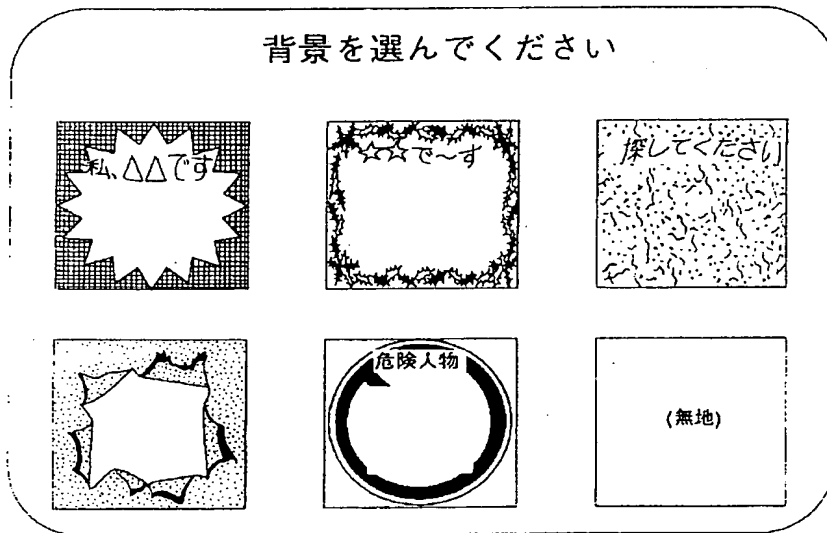 背景を選んでください
私、△△です
☆☆で〜す
探してください
危険人物
(無地)